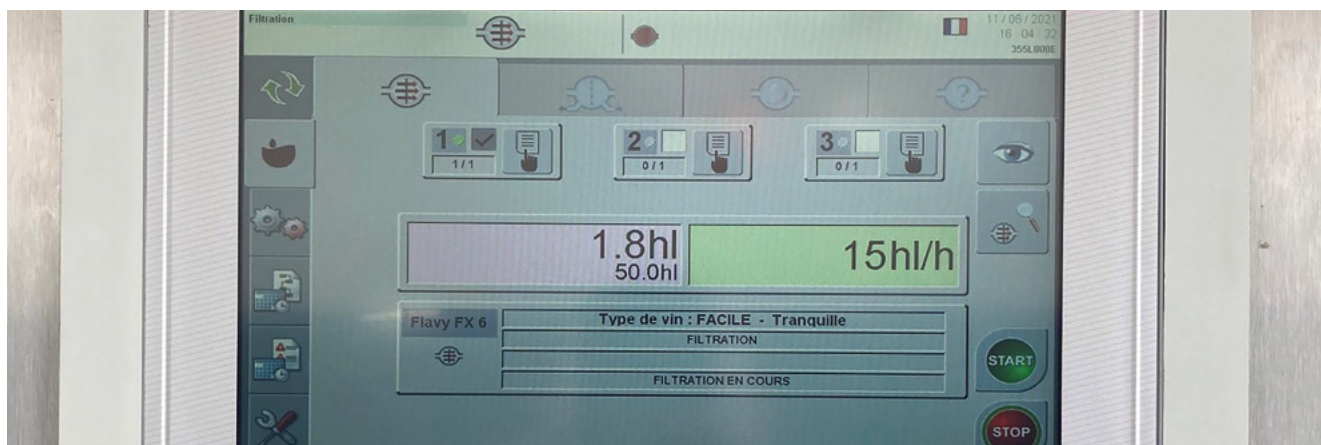 Filtration
11 / 06 / 2021
16 04 32
355L000E
1
1/1
2
0/1
3
0/1
1.8hl
50.0hl
15hl/h
Flavy FX 6
Type de vin : FACILE - Tranquille
FILTRATION
FILTRATION EN COURS
START
STOP